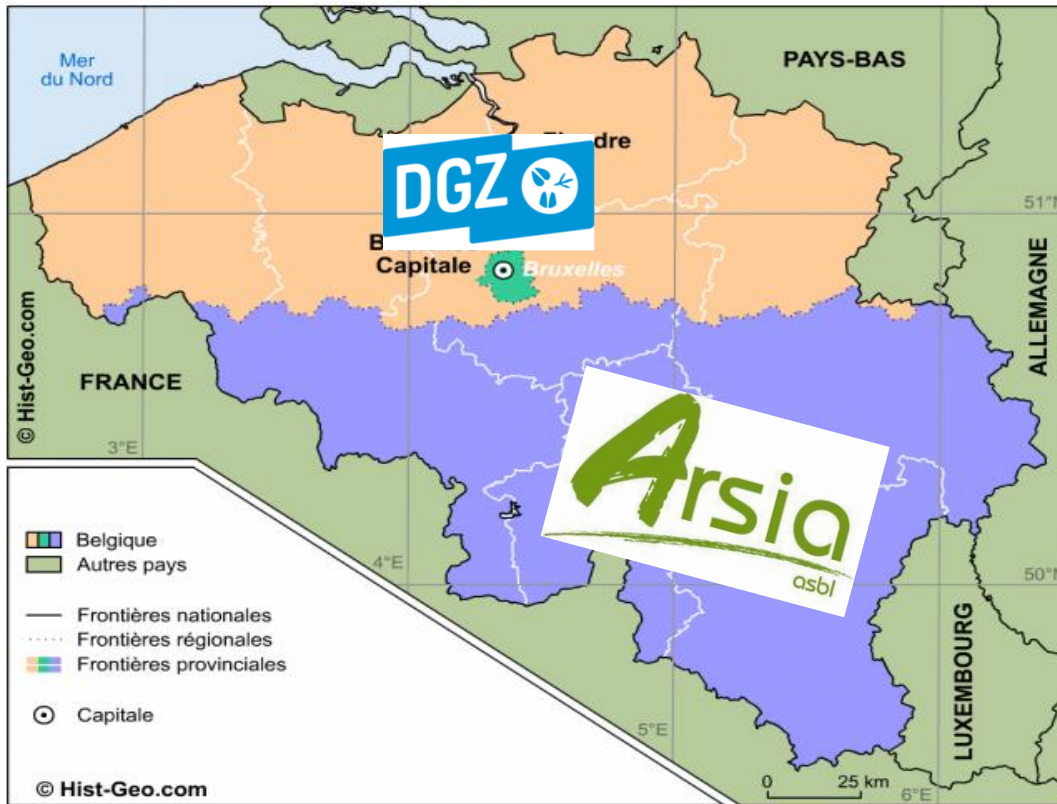 Mer
du Nord
PAYS-BAS
DGZ
51°N
Capitale
Bruxelles
ALLEMAGNE
© Hist-Geo.com
FRANCE
3°E
Arsia
asbl
Belgique
Autres pays
4°E
50°N
Frontières nationales
Frontières régionales
Frontières provinciales
LUXEMBOURG
Capitale
5°E
0 25 km
© Hist-Geo.com
6°E